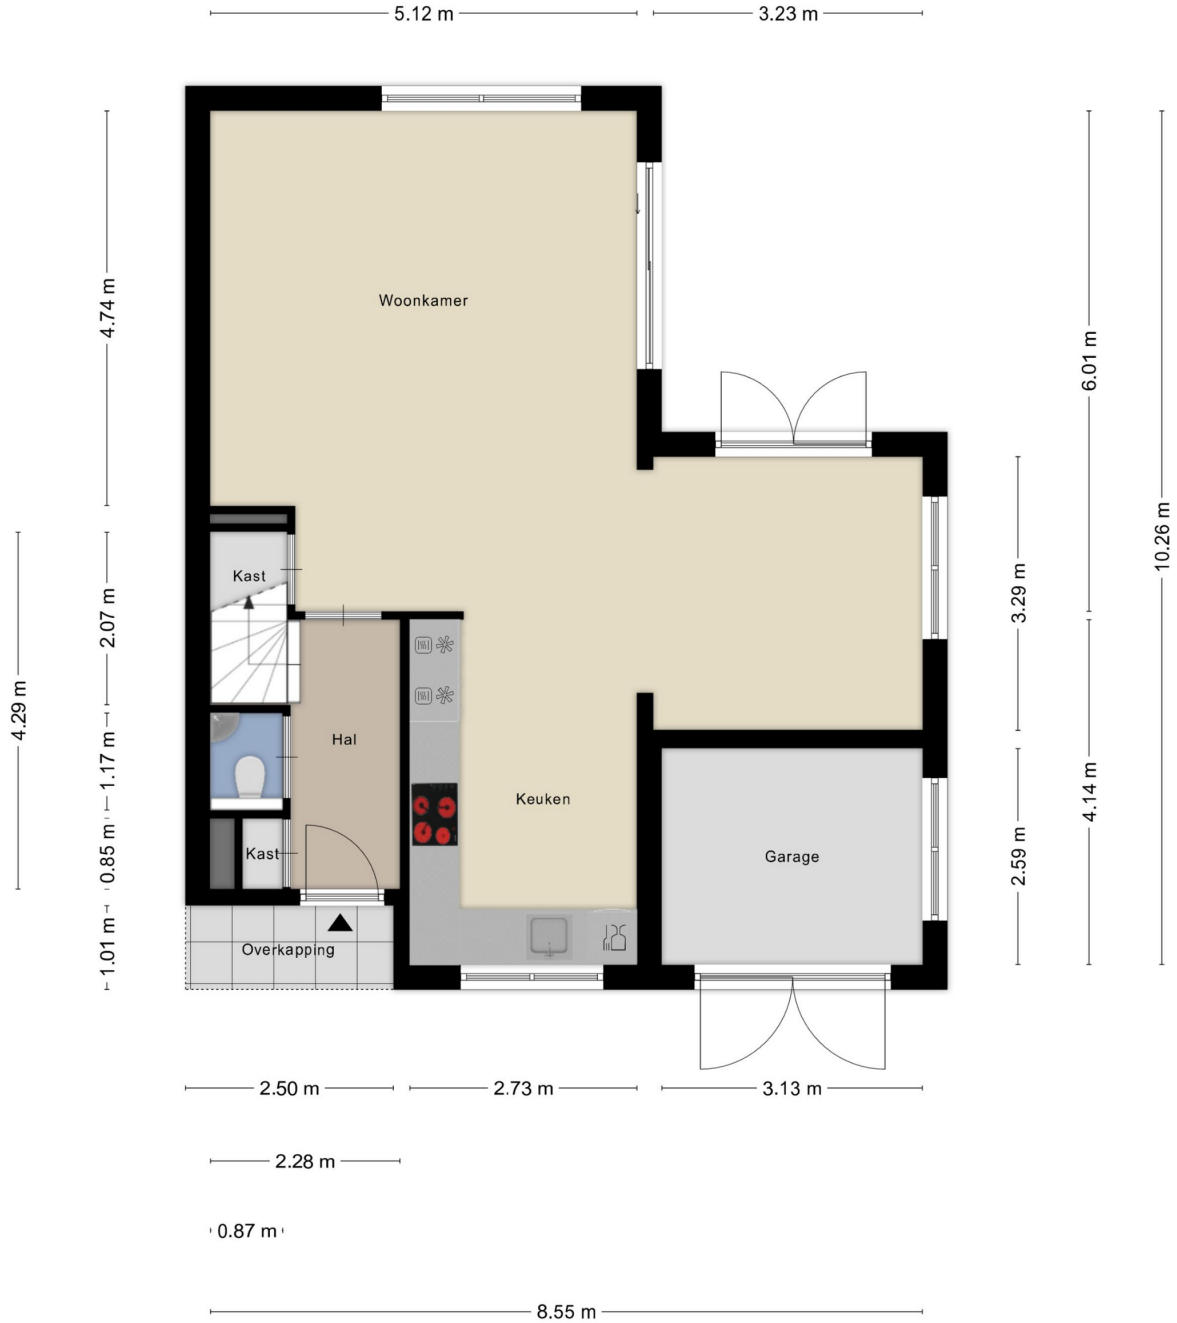 5.12 m
3.23 m
Woonkamer
4.74 m
6.01 m
10.26 m
Kast
2.07 m
3.29 m
4.29 m
Hal
1.17 m
Keuken
4.14 m
Kast
0.85 m
Garage
2.59 m
Overkapping
1.01 m
2.50 m
2.73 m
3.13 m
2.28 m
0.87 m
8.55 m